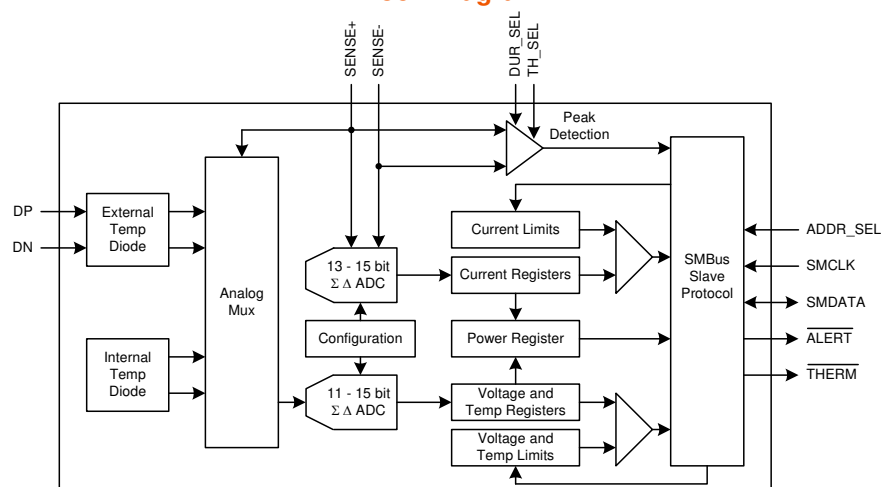 SENSE+
SENSE-
DUR_SEL
TH_SEL
Peak
Detection
DP
DN
External
Temp
Diode
Internal
Temp
Diode
Analog
Mux
13 - 15 bit
Σ Δ ADC
Configuration
11 - 15 bit
Σ Δ ADC
Current Limits
Current Registers
Power Register
Voltage and
Temp Registers
Voltage and
Temp Limits
SMBus
Slave
Protocol
ADDR_SEL
SMCLK
SMDATA
ALERT
THERM